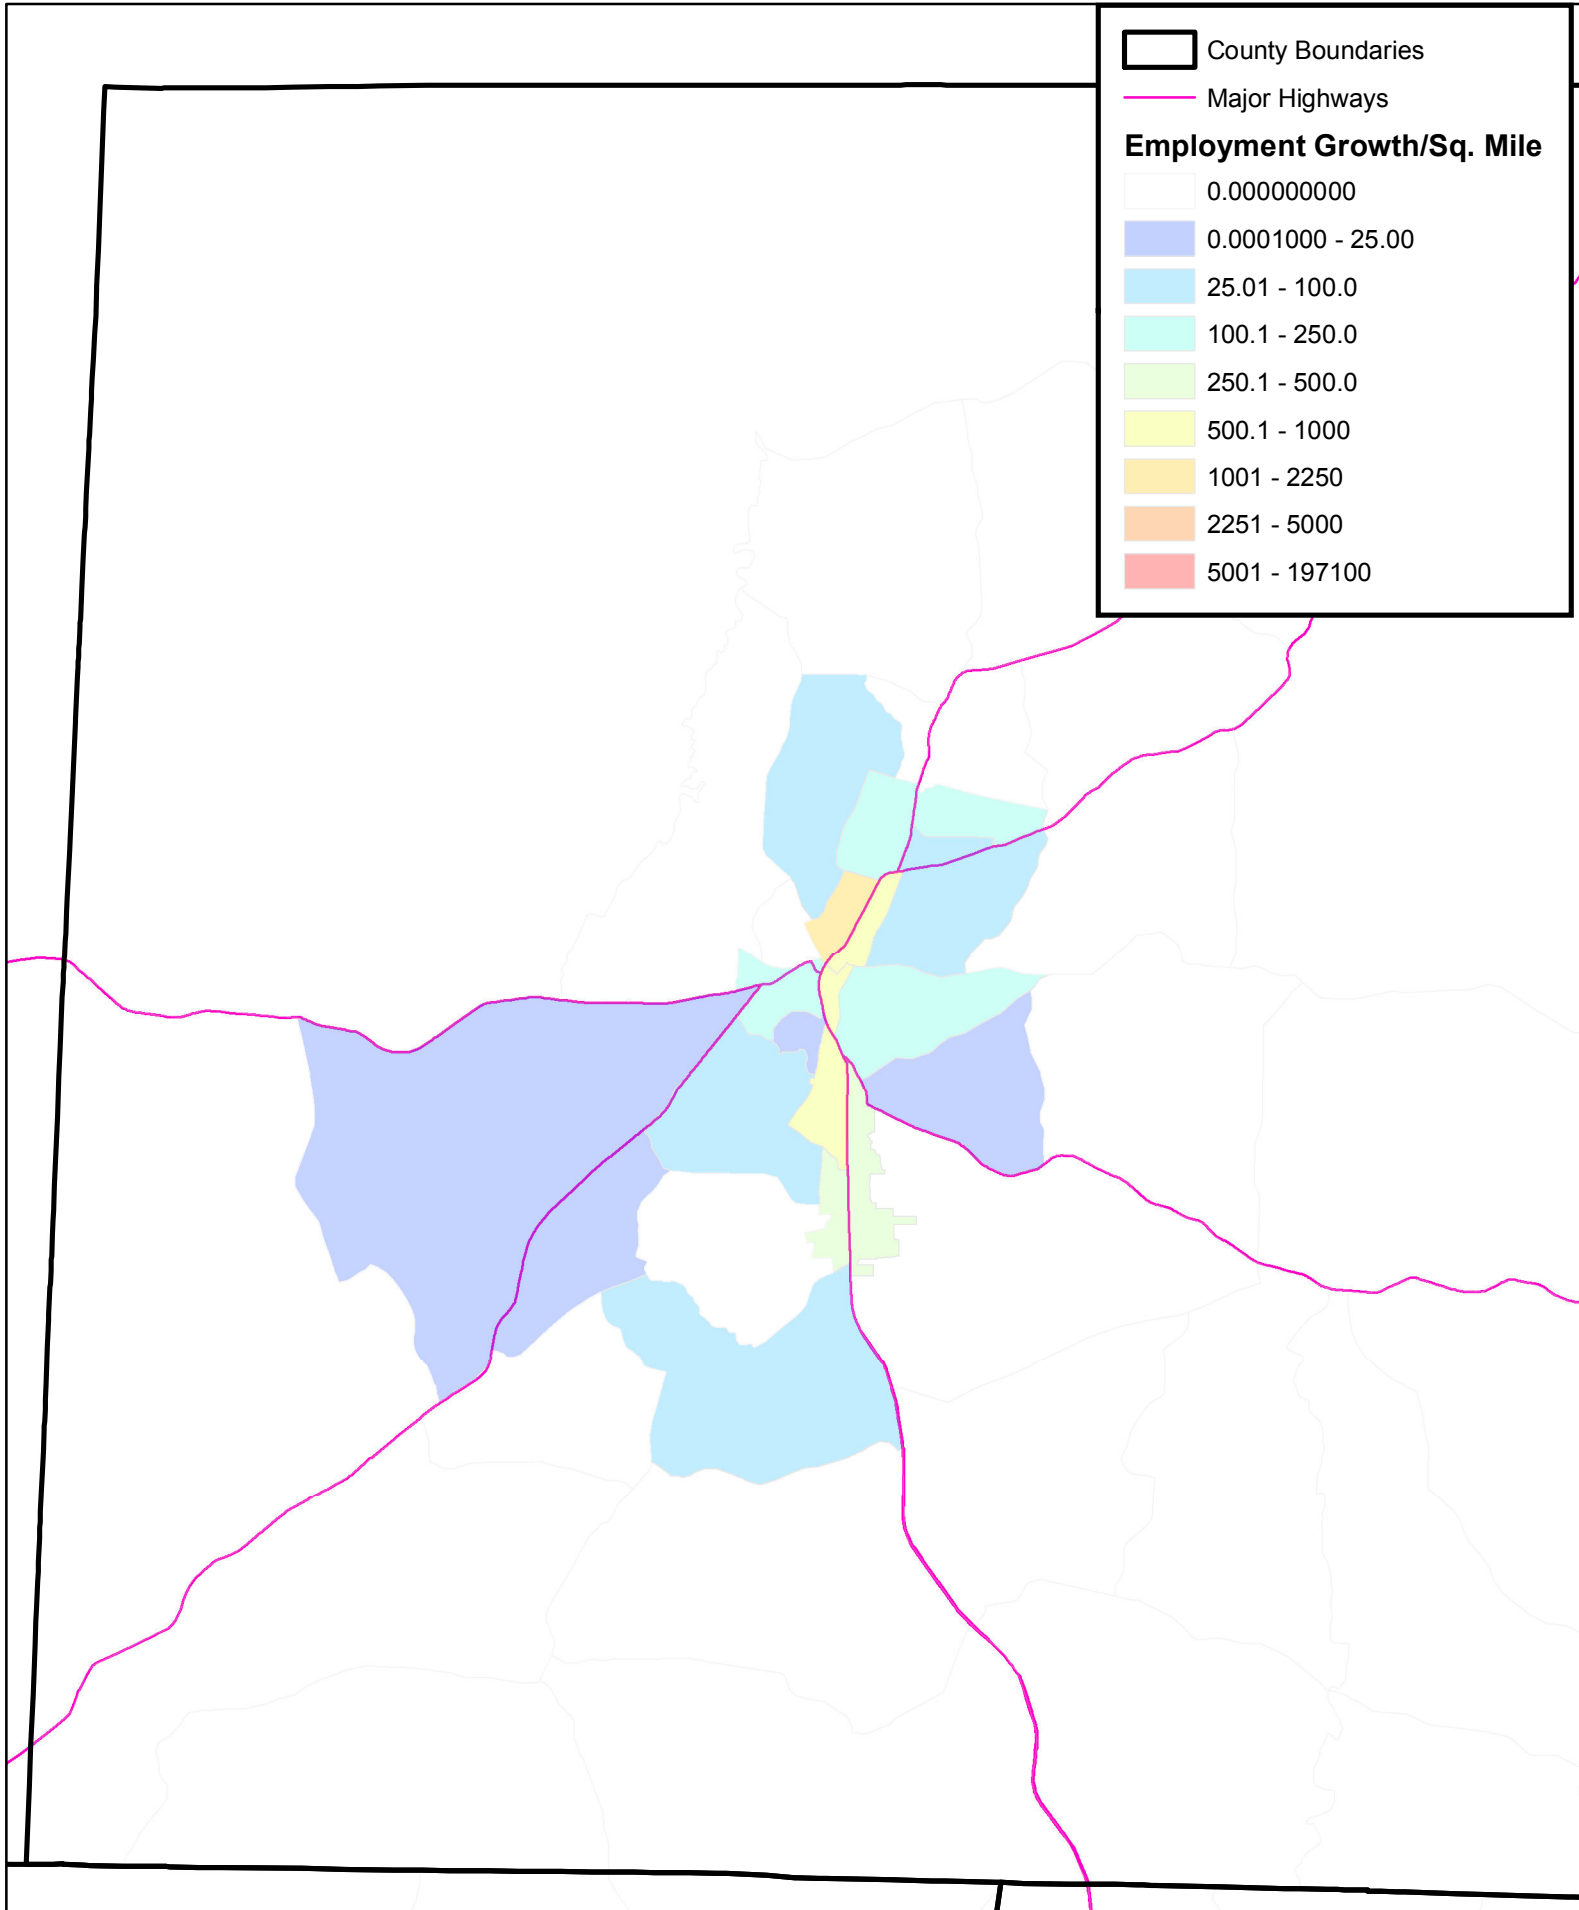 County Boundaries
Major Highways
Employment Growth/Sq. Mile
0.000000000
0.0001000 - 25.00
25.01 - 100.0
100.1 - 250.0
250.1 - 500.0
500.1 - 1000
1001 - 2250
2251 - 5000
5001 - 197100